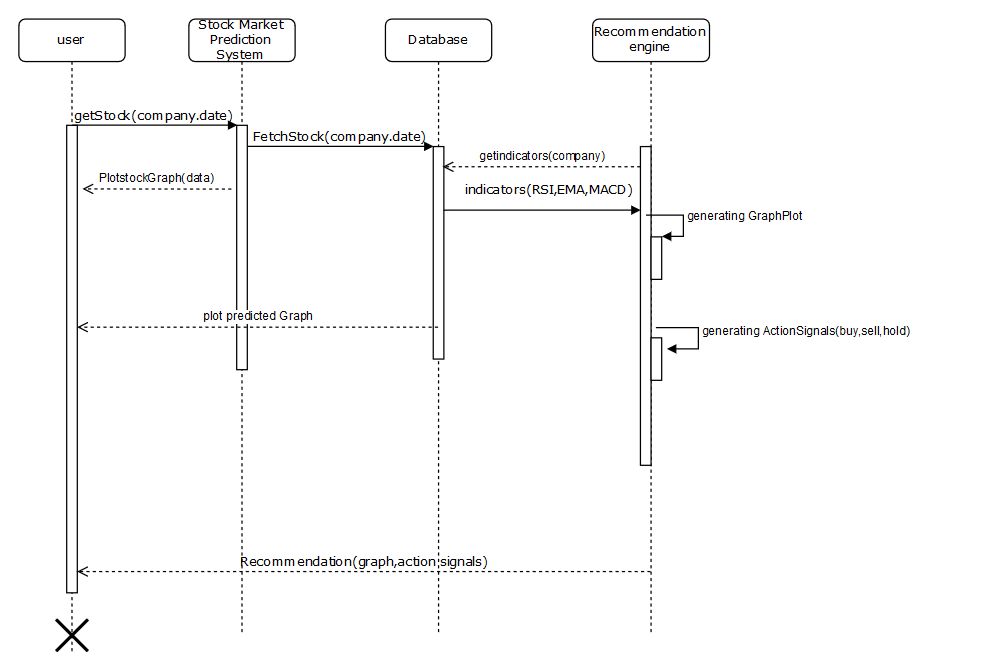 user
Stock Market
Prediction
System
Database
Recommendation
engine
getStock(company.date)
FetchStock(company.date)
getindicators(company)
PlotstockGraph(data)
indicators(RSI,EMA,MACD)
generating GraphPlot
plot predicted Graph
generating ActionSignals(buy,sell,hold)
Recommendation(graph,action signals)